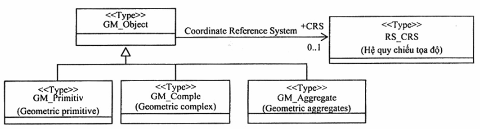 <<Type>>
GM_Object
Coordinate Reference System
+CRS
0..1
<<Type>>
RS_CRS
(Hệ quy chiếu tọa độ)
<<Type>>
GM_Primitiv
(Geometric primitive)
<<Type>>
GM_Comple
(Geometric complex)
<<Type>>
GM_Aggregate
(Geometric aggregates)